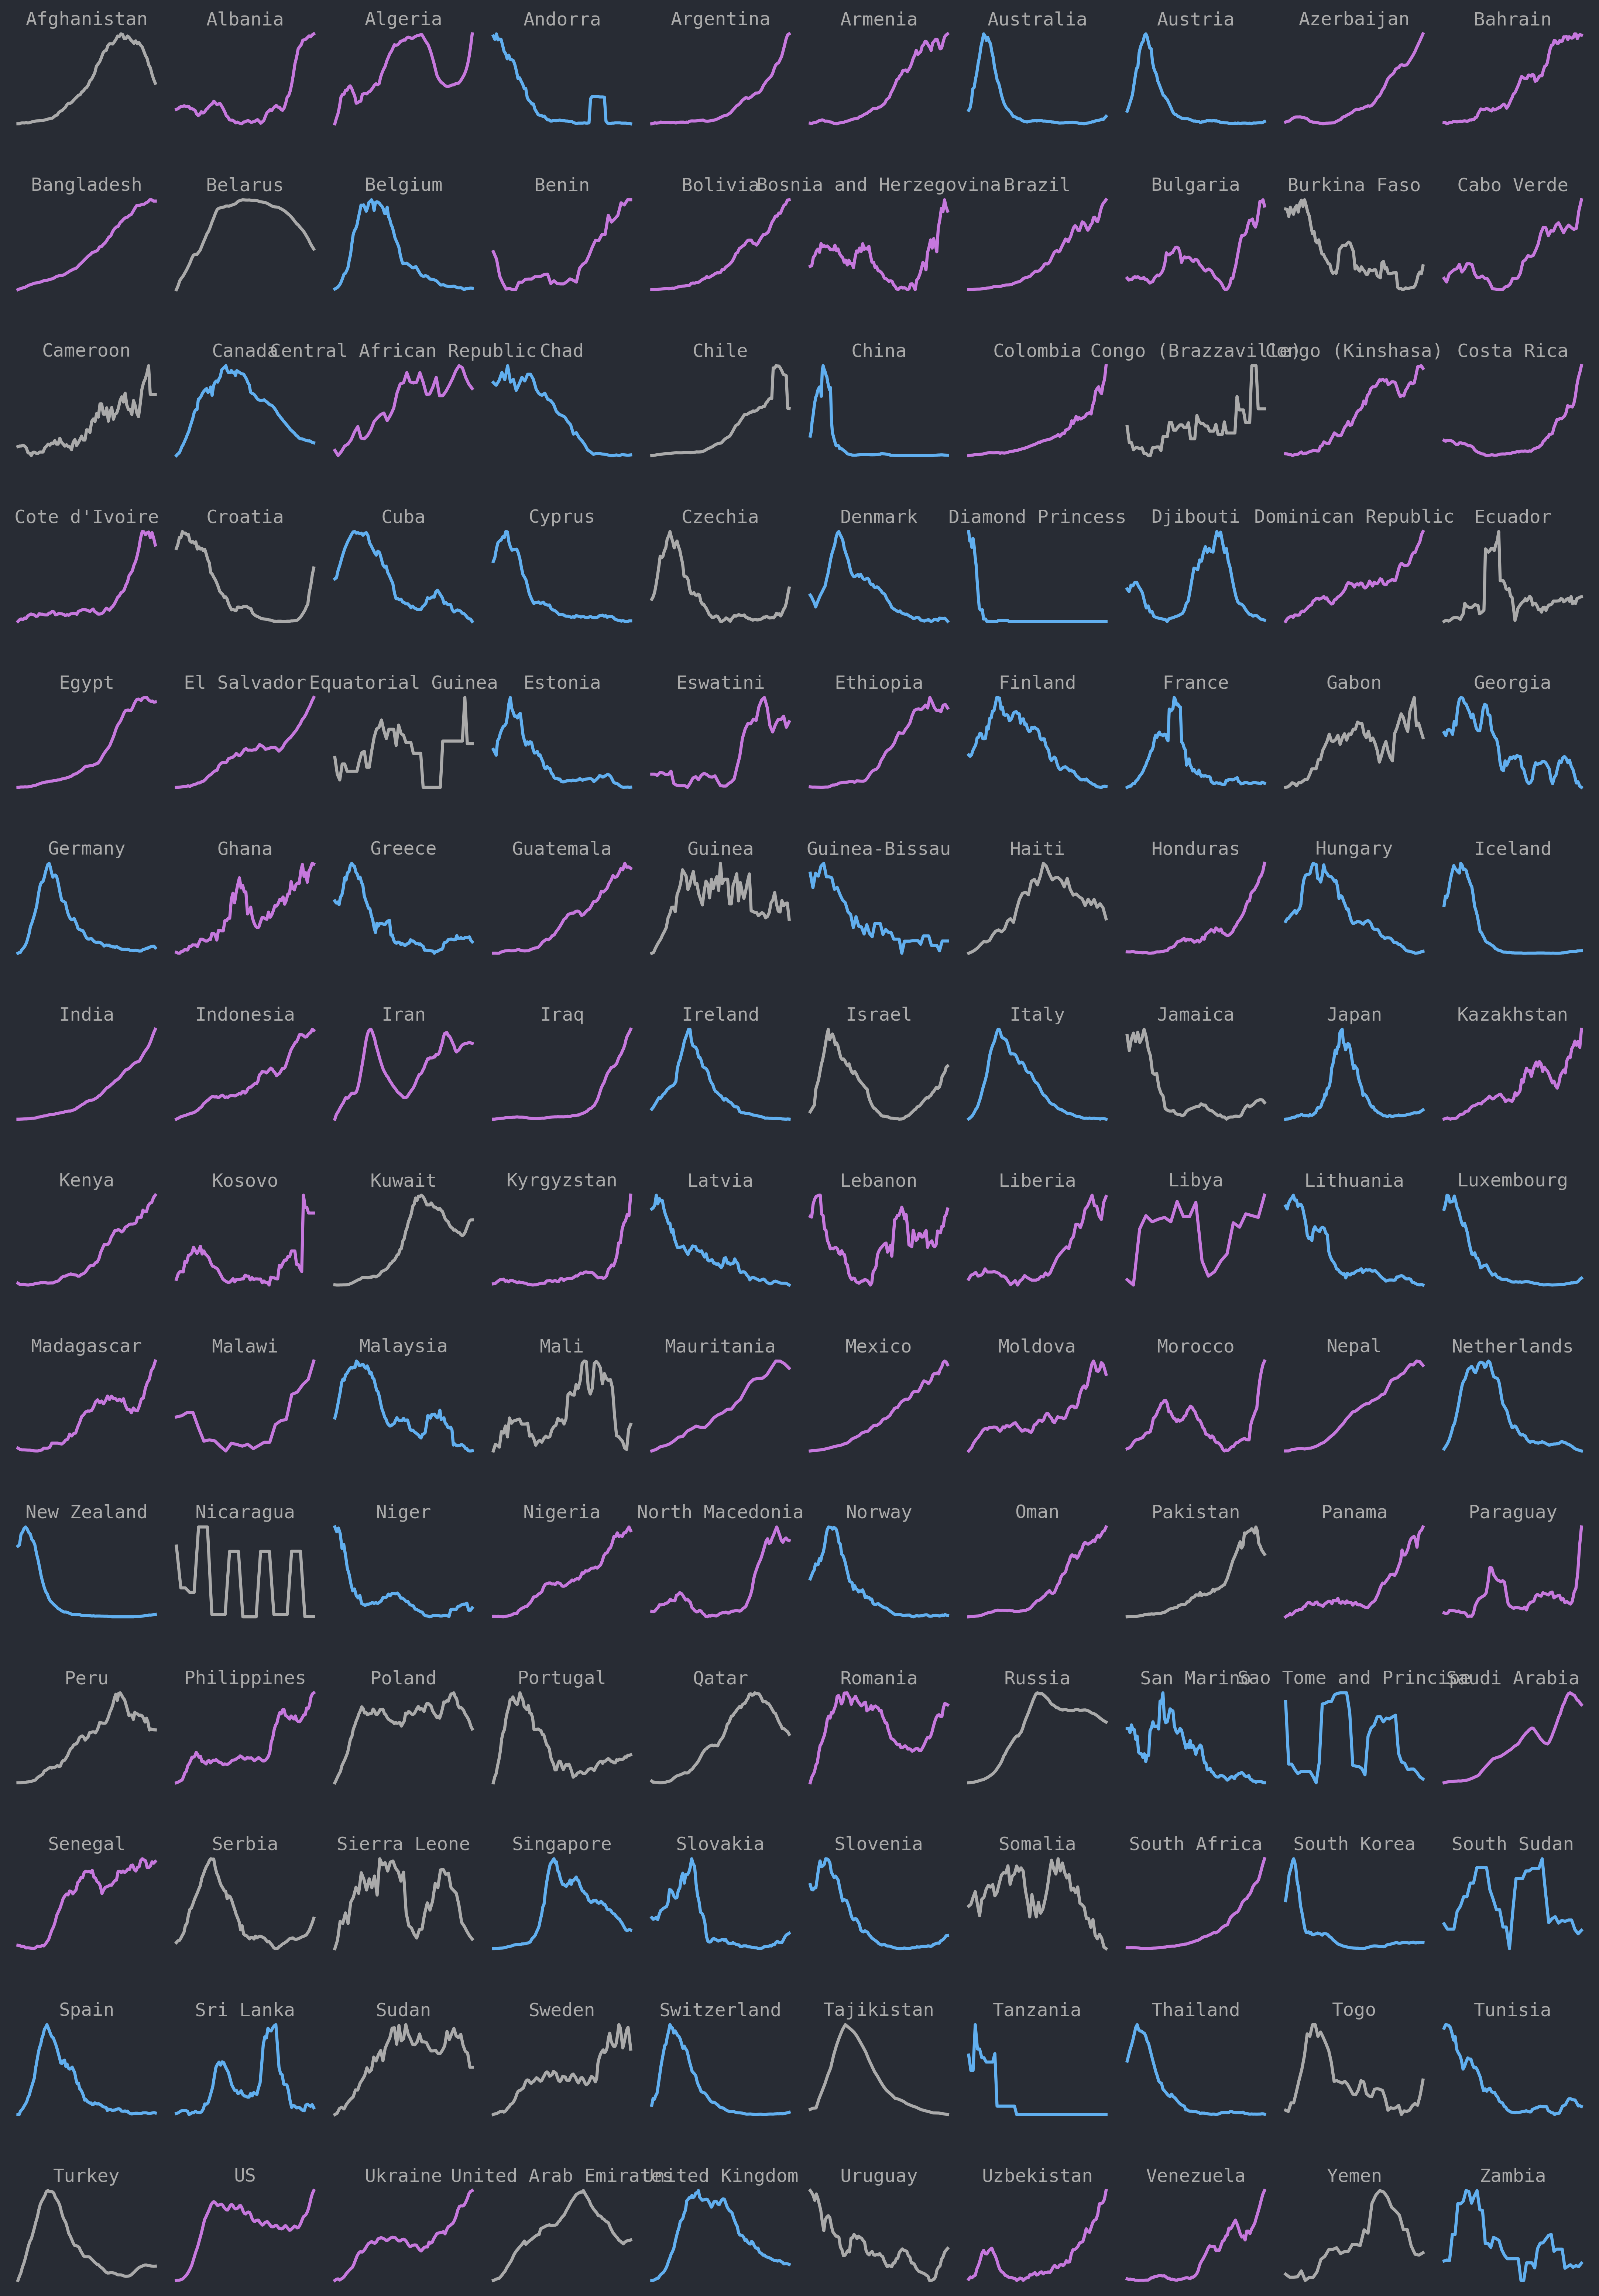 Afghanistan Albania Algeria Andorra Argentina Armenia Australia Austria Azerbaijan Bahrain
Bangladesh Belarus Belgium Benin Bolivia Bosnia and Herzegovina Brazil Bulgaria Burkina Faso Cabo Verde
Cameroon Canada Central African Republic Chad Chile China Colombia Congo (Brazzaville) Congo (Kinshasa) Costa Rica
Cote d'Ivoire Croatia Cuba Cyprus Czechia Denmark Diamond Princess Djibouti Dominican Republic Ecuador
Egypt El Salvador Equatorial Guinea Estonia Eswatini Ethiopia Finland France Gabon Georgia
Germany Ghana Greece Guatemala Guinea Guinea-Bissau Haiti Honduras Hungary Iceland
India Indonesia Iran Iraq Ireland Israel Italy Jamaica Japan Kazakhstan
Kenya Kosovo Kuwait Kyrgyzstan Latvia Lebanon Liberia Libya Lithuania Luxembourg
Madagascar Malawi Malaysia Mali Mauritania Mexico Moldova Morocco Nepal Netherlands
New Zealand Nicaragua Niger Nigeria North Macedonia Norway Oman Pakistan Panama Paraguay
Peru Philippines Poland Portugal Qatar Romania Russia San Marino Sao Tome and Principe Saudi Arabia
Senegal Serbia Sierra Leone Singapore Slovakia Slovenia Somalia South Africa South Korea South Sudan
Spain Sri Lanka Sudan Sweden Switzerland Tajikistan Tanzania Thailand Togo Tunisia
Turkey US Ukraine United Arab Emirates United Kingdom Uruguay Uzbekistan Venezuela Yemen Zambia